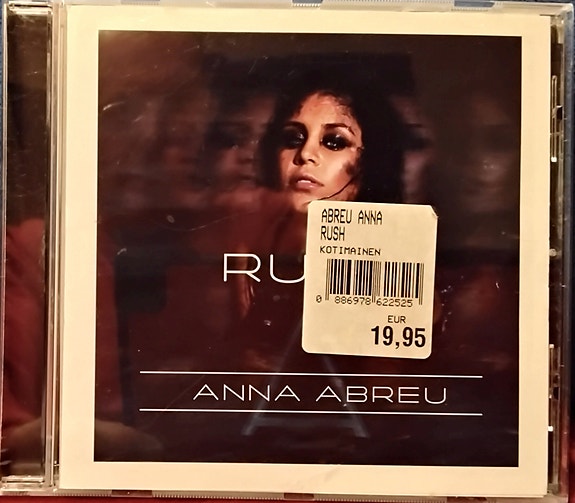 ABREU ANNA
RUSH
KOTIMAINEN
0 886978 622525
EUR
19,95
RU
ANNA ABREU